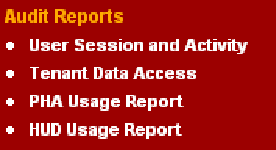 Audit Reports
● User Session and Activity
● Tenant Data Access
● PHA Usage Report
● HUD Usage Report